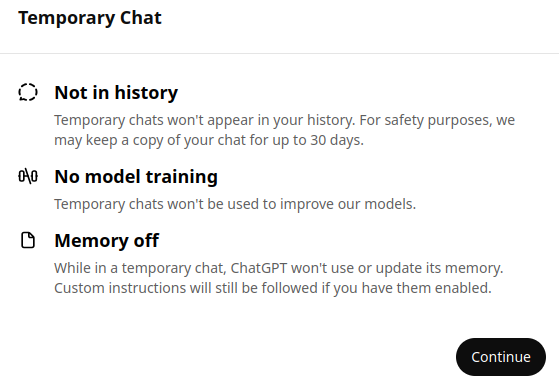 Temporary Chat
Not in history
Temporary chats won't appear in your history. For safety purposes, we
may keep a copy of your chat for up to 30 days.
No model training
Temporary chats won't be used to improve our models.
Memory off
While in a temporary chat, ChatGPT won't use or update its memory.
Custom instructions will still be followed if you have them enabled.
Continue